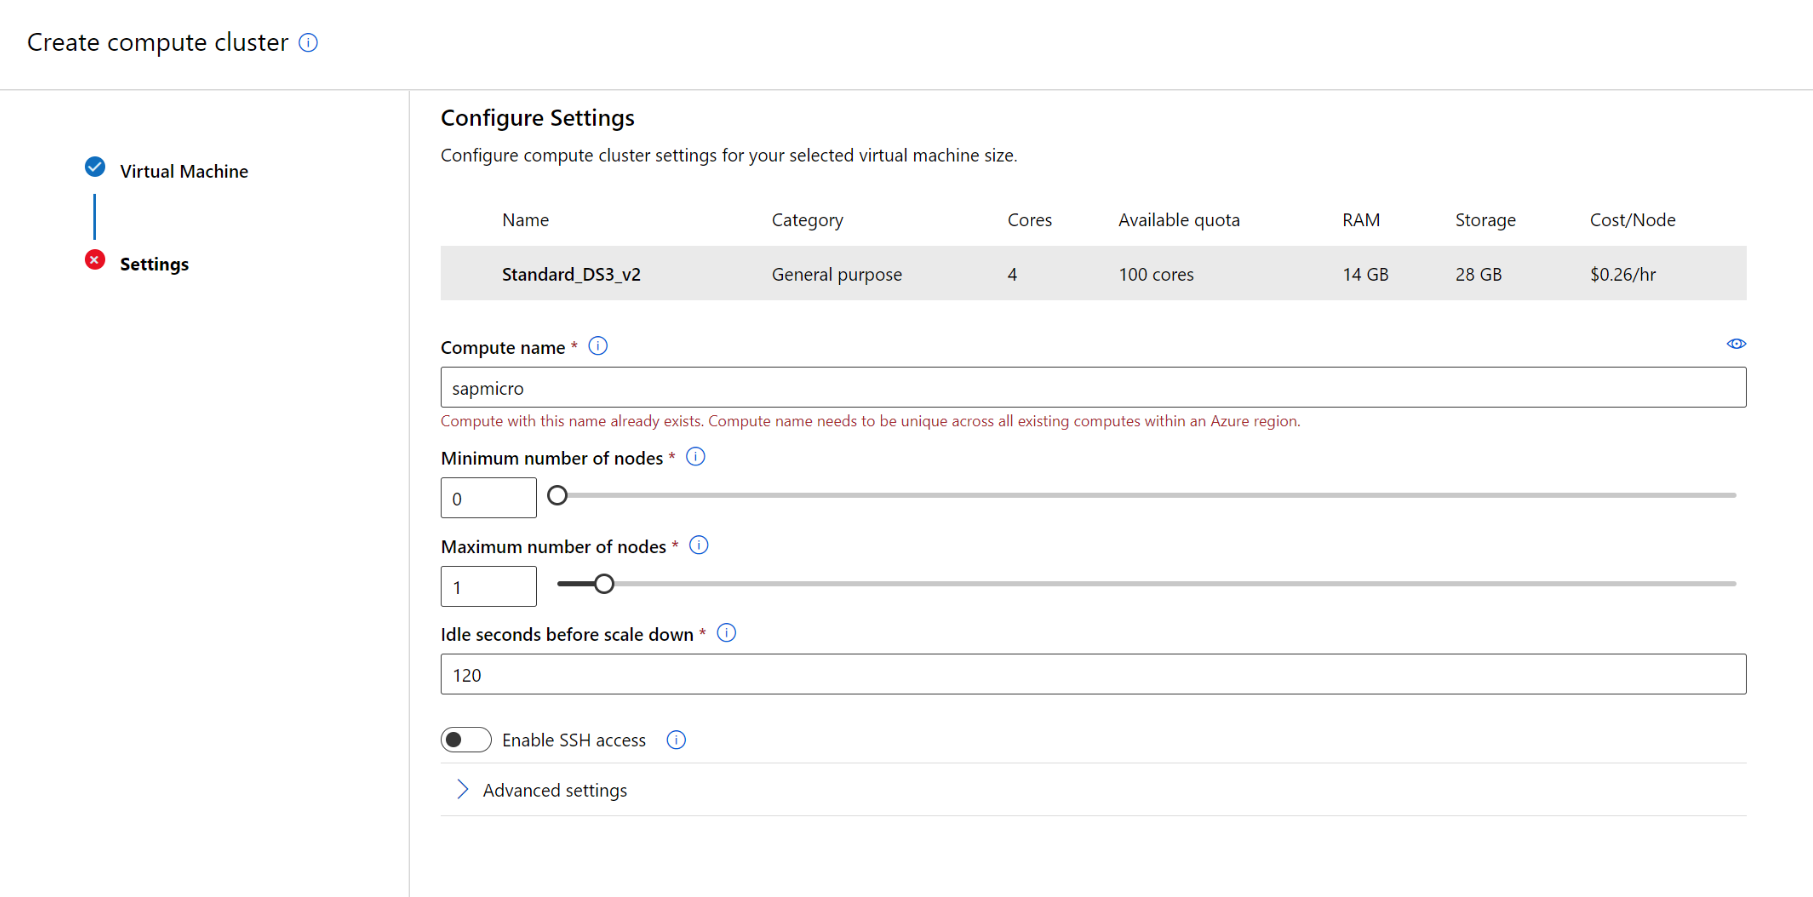 Create compute cluster
Virtual Machine
Settings
Configure Settings
Configure compute cluster settings for your selected virtual machine size.
Name Category Cores Available quota RAM Storage Cost/Node
Standard_DS3_v2 General purpose 4 100 cores 14 GB 28 GB $0.26/hr
Compute name *
sapmicro
Compute with this name already exists. Compute name needs to be unique across all existing computes within an Azure region.
Minimum number of nodes *
0
Maximum number of nodes *
1
Idle seconds before scale down *
120
Enable SSH access
Advanced settings